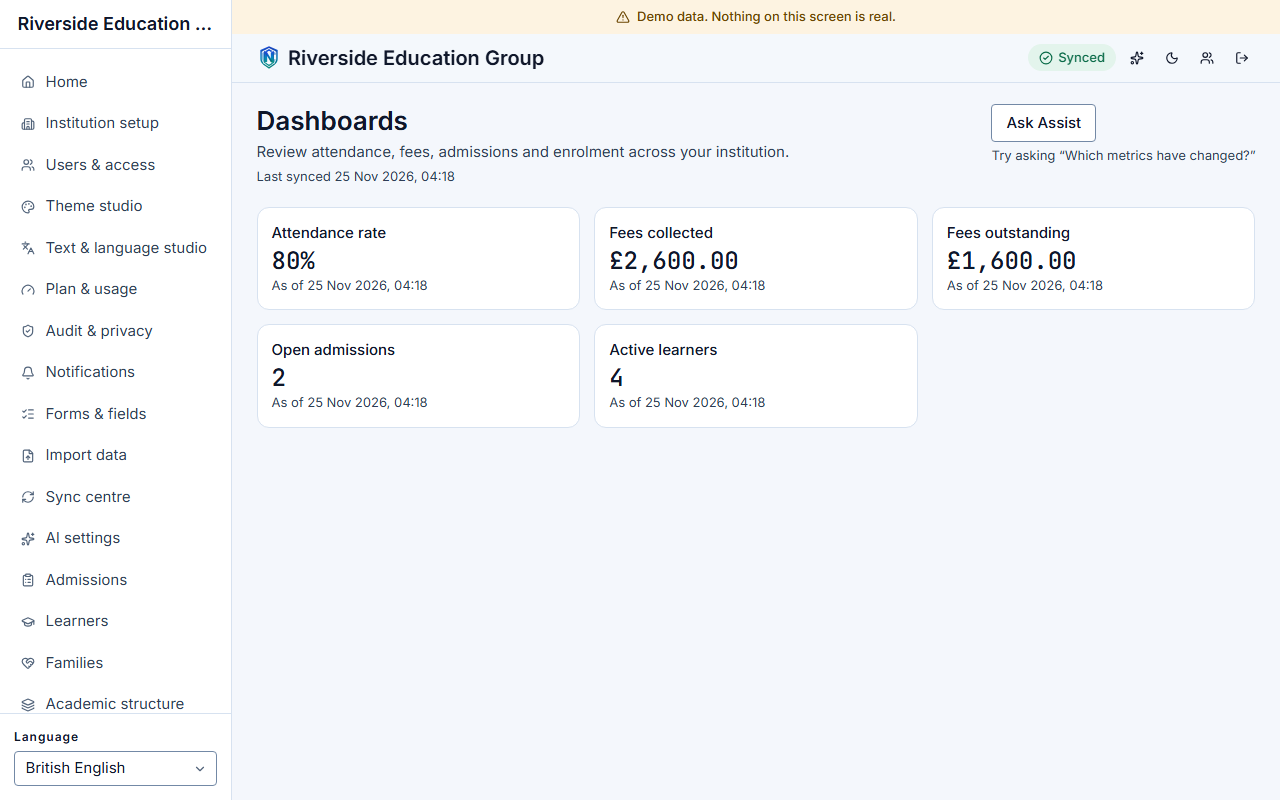 Riverside Education ...
Home
Institution setup
Users & access
Theme studio
Text & language studio
Plan & usage
Audit & privacy
Notifications
Forms & fields
Import data
Sync centre
AI settings
Admissions
Learners
Families
Academic structure
Language
British English
Demo data. Nothing on this screen is real.
Riverside Education Group
Synced
Dashboards
Review attendance, fees, admissions and enrolment across your institution.
Last synced 25 Nov 2026, 04:18
Ask Assist
Try asking “Which metrics have changed?”
Attendance rate
80%
As of 25 Nov 2026, 04:18
Fees collected
£2,600.00
As of 25 Nov 2026, 04:18
Fees outstanding
£1,600.00
As of 25 Nov 2026, 04:18
Open admissions
2
As of 25 Nov 2026, 04:18
Active learners
4
As of 25 Nov 2026, 04:18